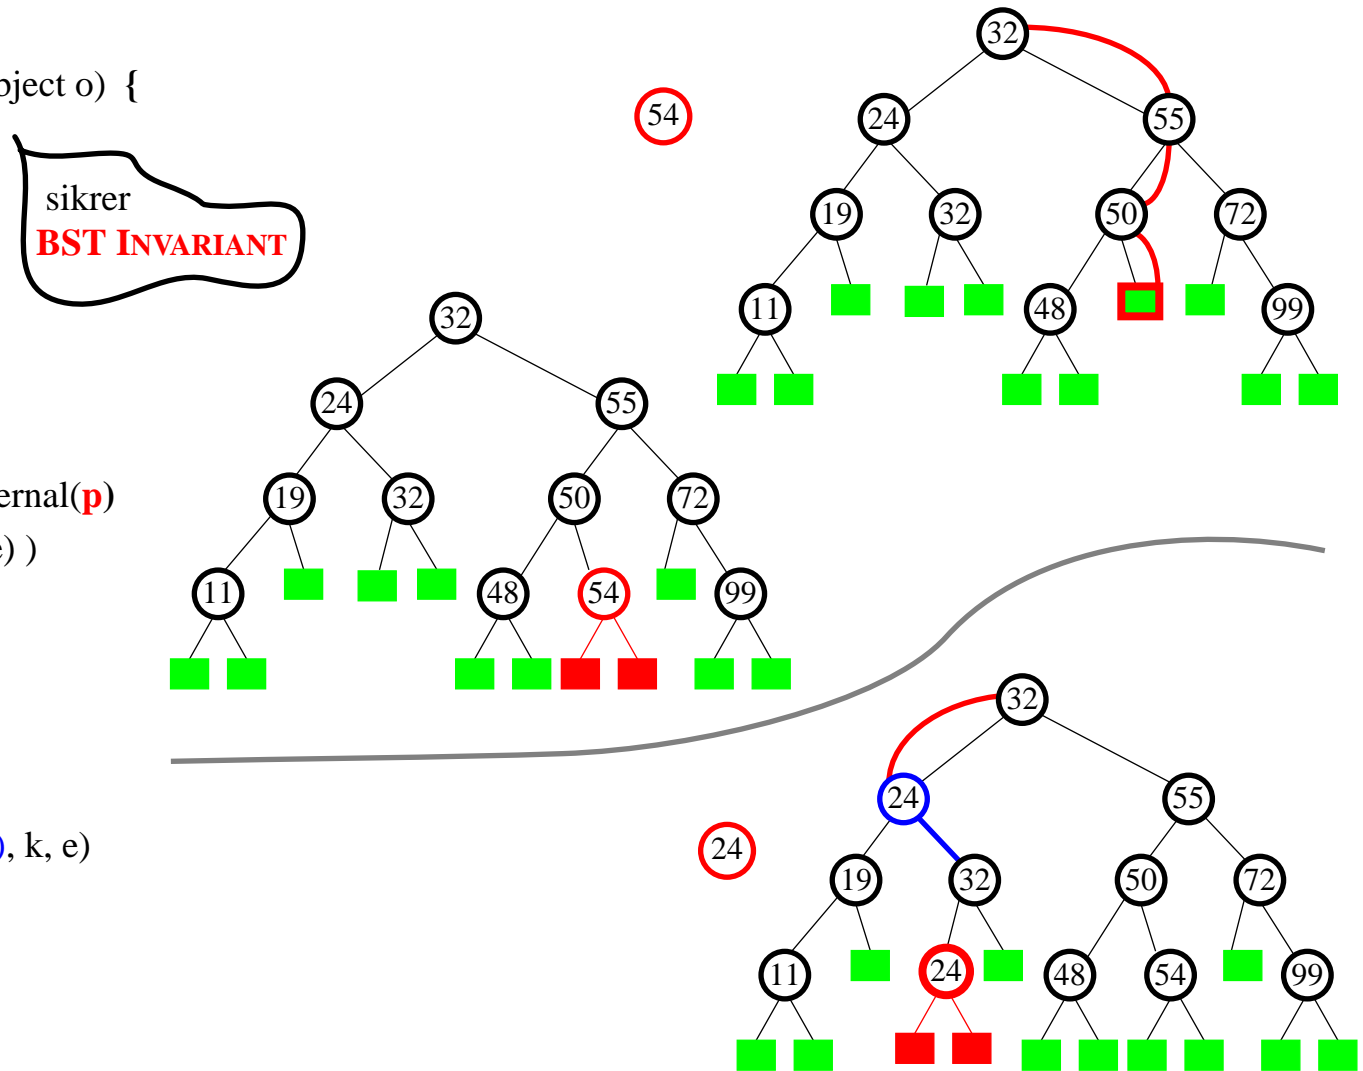 bject o) {
sikrer
BST INVARIANT
54
32
24 55
19 32 50 72
11 48 99
32
24 55
19 32 50 72
11 48 54 99
ernal(p)
e) )
), k, e)
24
32
24 55
19 32 50 72
11 24 48 54 99